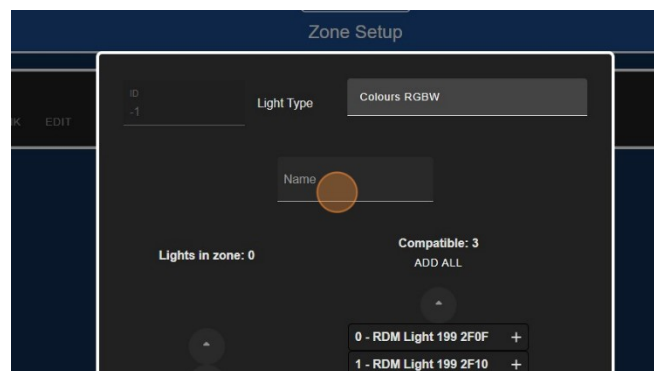 Zone Setup
ID
-1
Light Type
Colours RGBW
EDIT
Name
Lights in zone: 0
Compatible: 3
ADD ALL
0 - RDM Light 199 2F0F +
1 - RDM Light 199 2F10 +